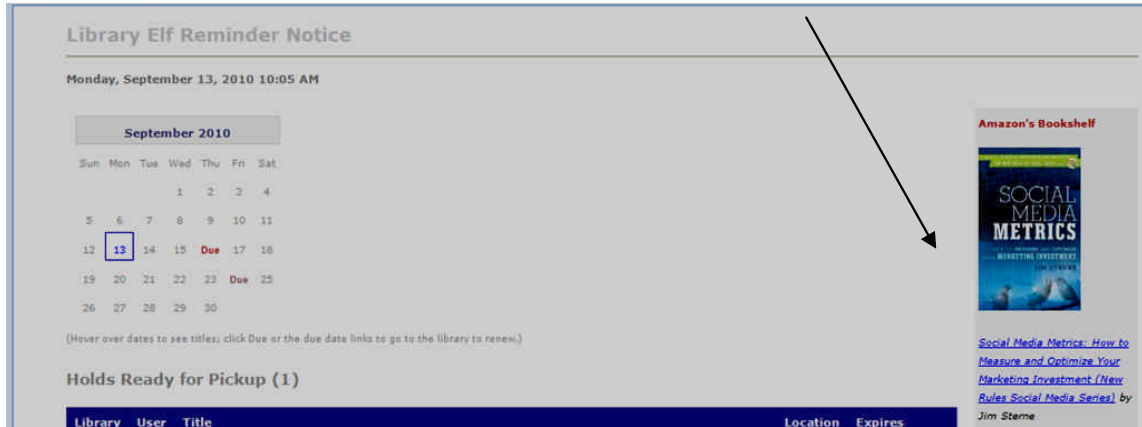 Library Elf Reminder Notice
Monday, September 13, 2010 10:05 AM
September 2010
Sun Mon Tue Wed Thu Fri Sat
1 2 3 4
5 6 7 8 9 10 11
12 13 14 15 Due 17 18
19 20 21 22 23 Due 25
26 27 28 29 30
(Hover over dates to see titles; click Due or the due date links to go to the library to renew.)
Holds Ready for Pickup (1)
Library User Title Location Expires
Amazon's Bookshelf
SOCIAL
MEDIA
METRICS
MARKETING INVESTMENT
JIM STERNE
Social Media Metrics: How to
Measure and Optimize Your
Marketing Investment (New
Rules Social Media Series) by
Jim Sterne